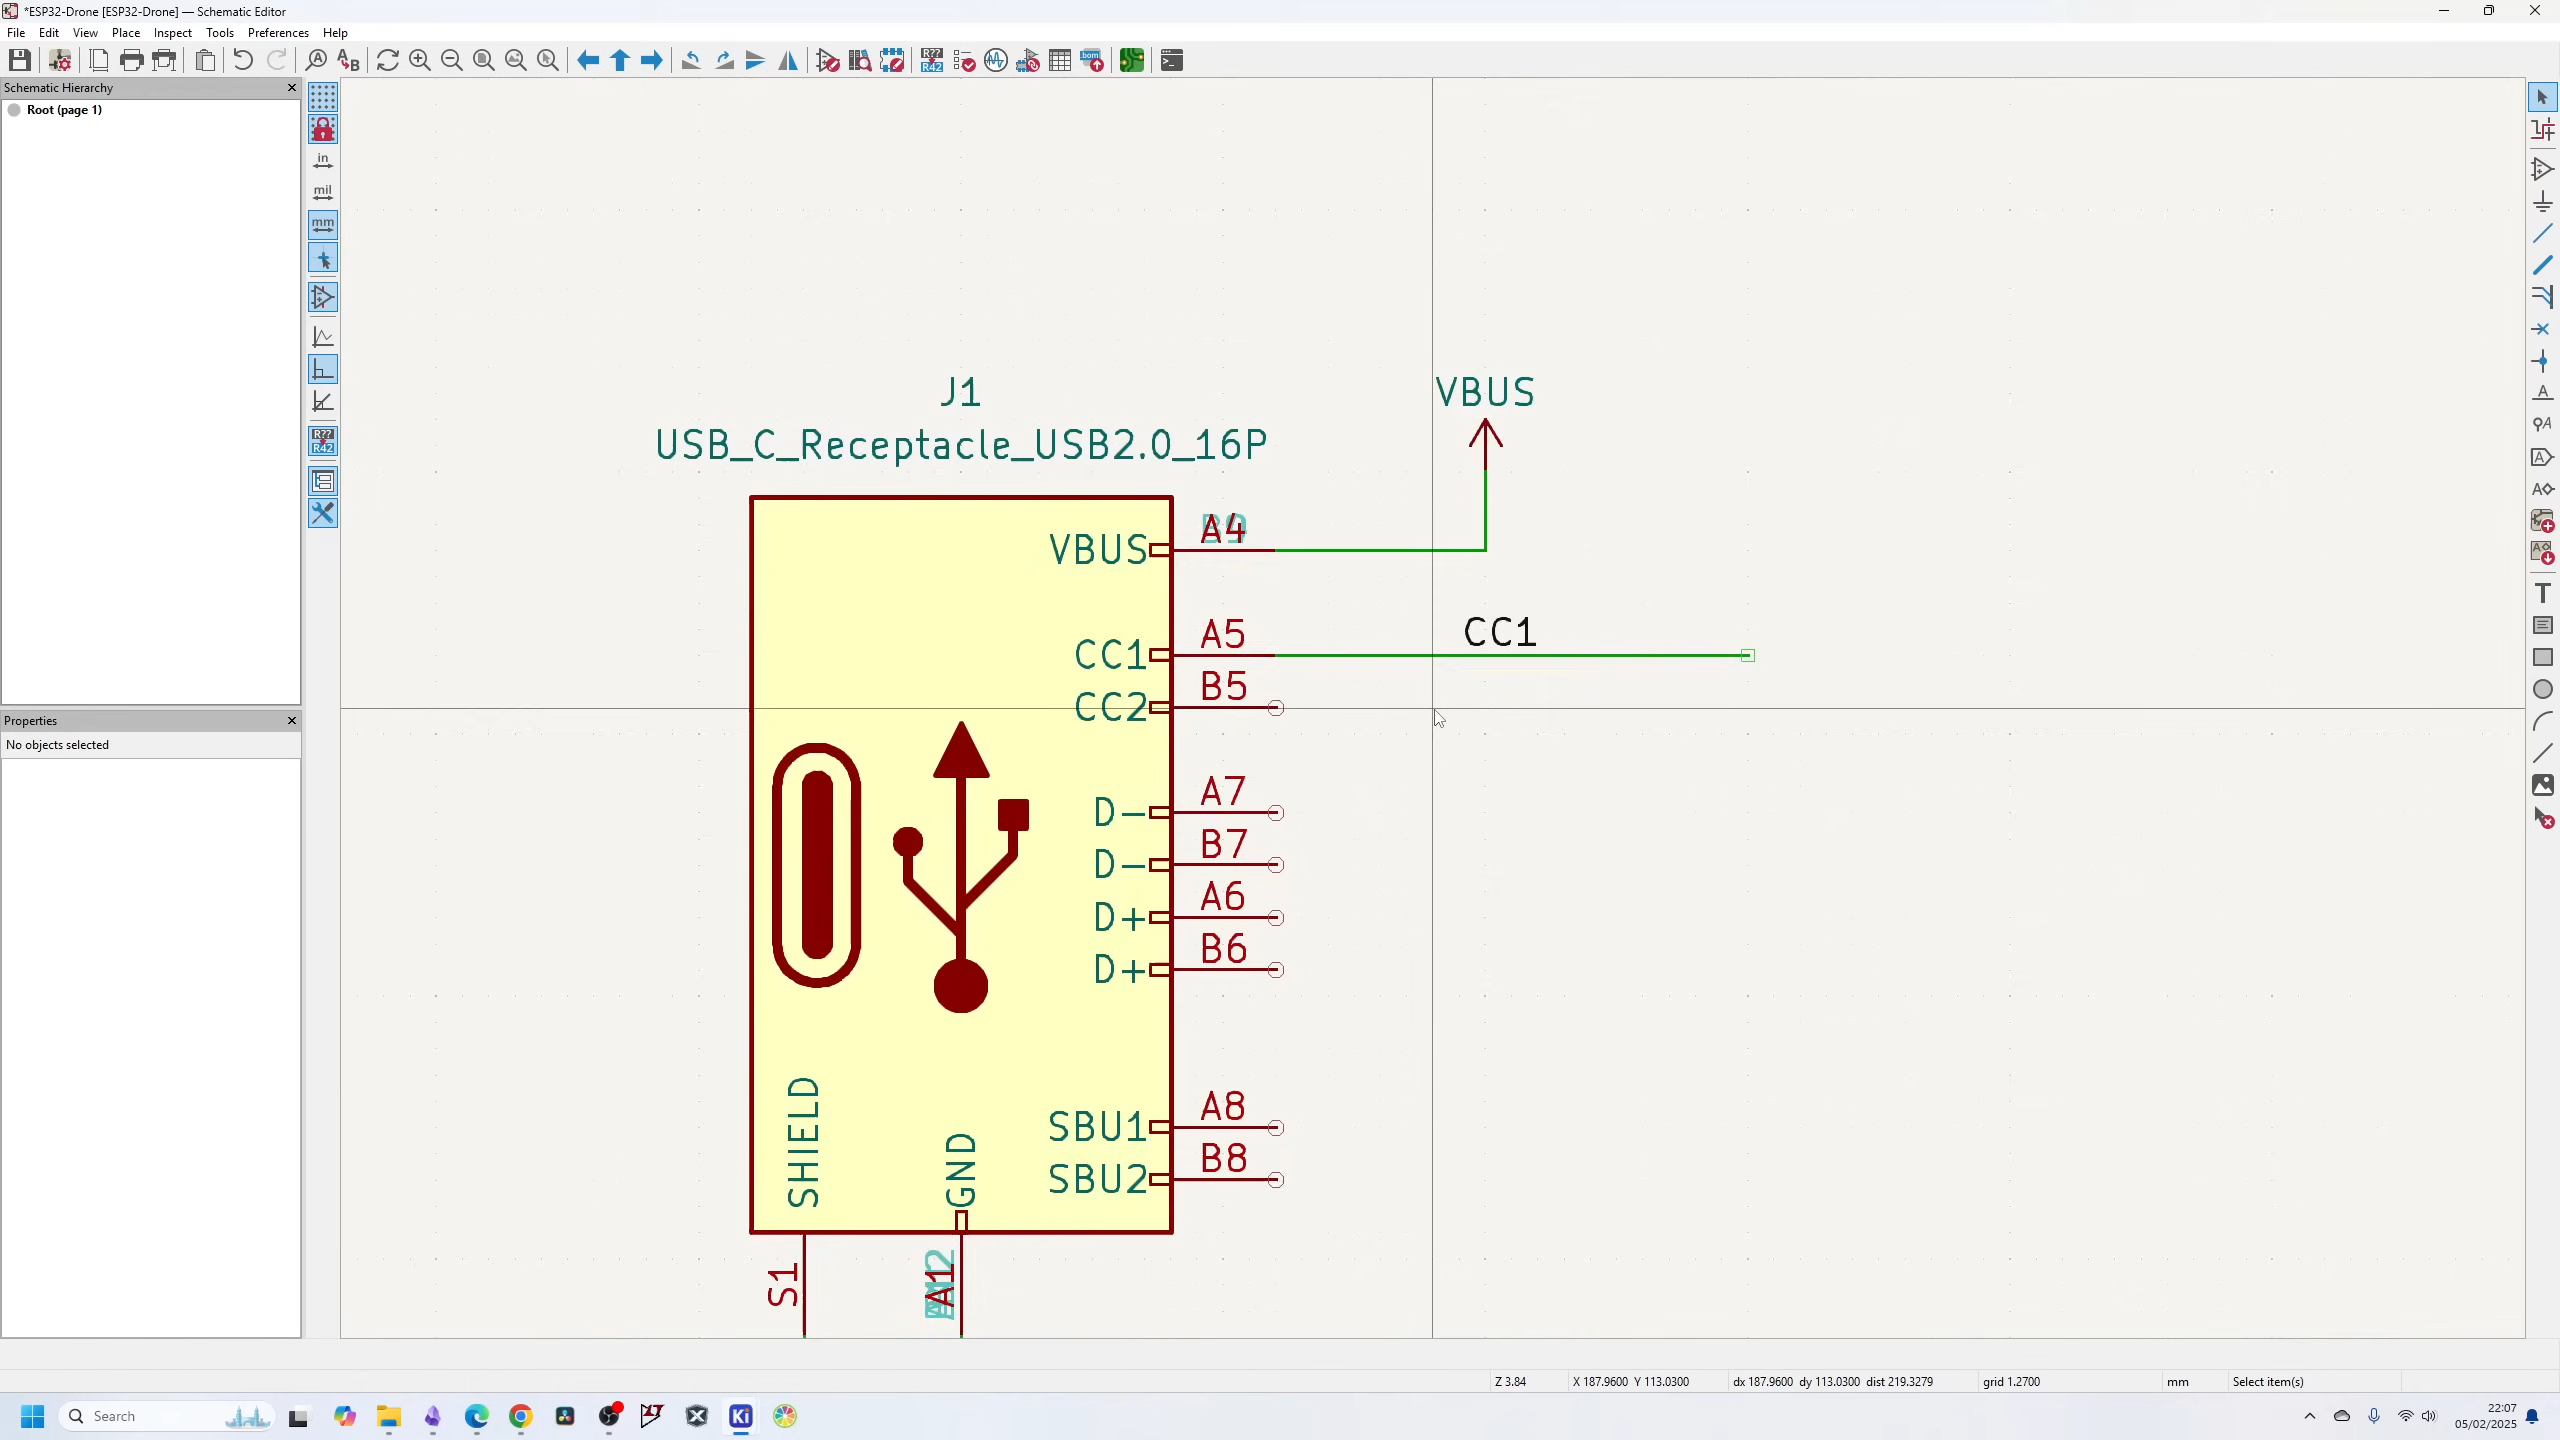 *ESP32-Drone [ESP32-Drone] — Schematic Editor
File Edit View Place Inspect Tools Preferences Help
Schematic Hierarchy
Root (page 1)
in
mil
mm
R??
R42
Properties
No objects selected
J1
USB_C_Receptacle_USB2.0_16P
VBUS
VBUS A4
CC1 A5 CC1
CC2 B5
D− A7
D− B7
D+ A6
D+ B6
SBU1 A8
SBU2 B8
SHIELD
GND
S1
A1
Z 3.84 X 187.9600 Y 113.0300 dx 187.9600 dy 113.0300 dist 219.3279 grid 1.2700 mm Select item(s)
Search
22:07
05/02/2025